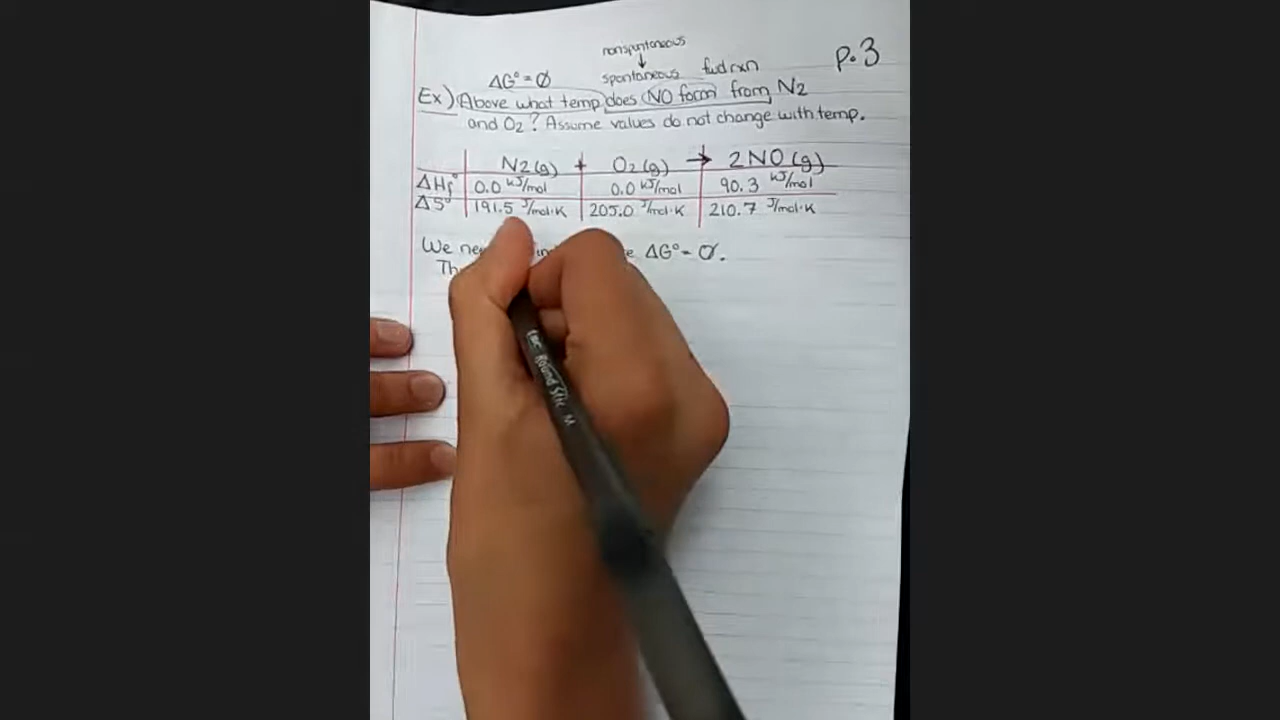 nonspontaneous
↓
ΔG° = 0 spontaneous fwd rxn p.3
Ex) Above what temp does NO form from N2
and O2? Assume values do not change with temp.
N2(g) + O2(g) → 2NO(g)
ΔHf° 0.0 kJ/mol 0.0 kJ/mol 90.3 kJ/mol
ΔS° 191.5 J/mol·K 205.0 J/mol·K 210.7 J/mol·K
We ΔG° = 0.
Round Stic M